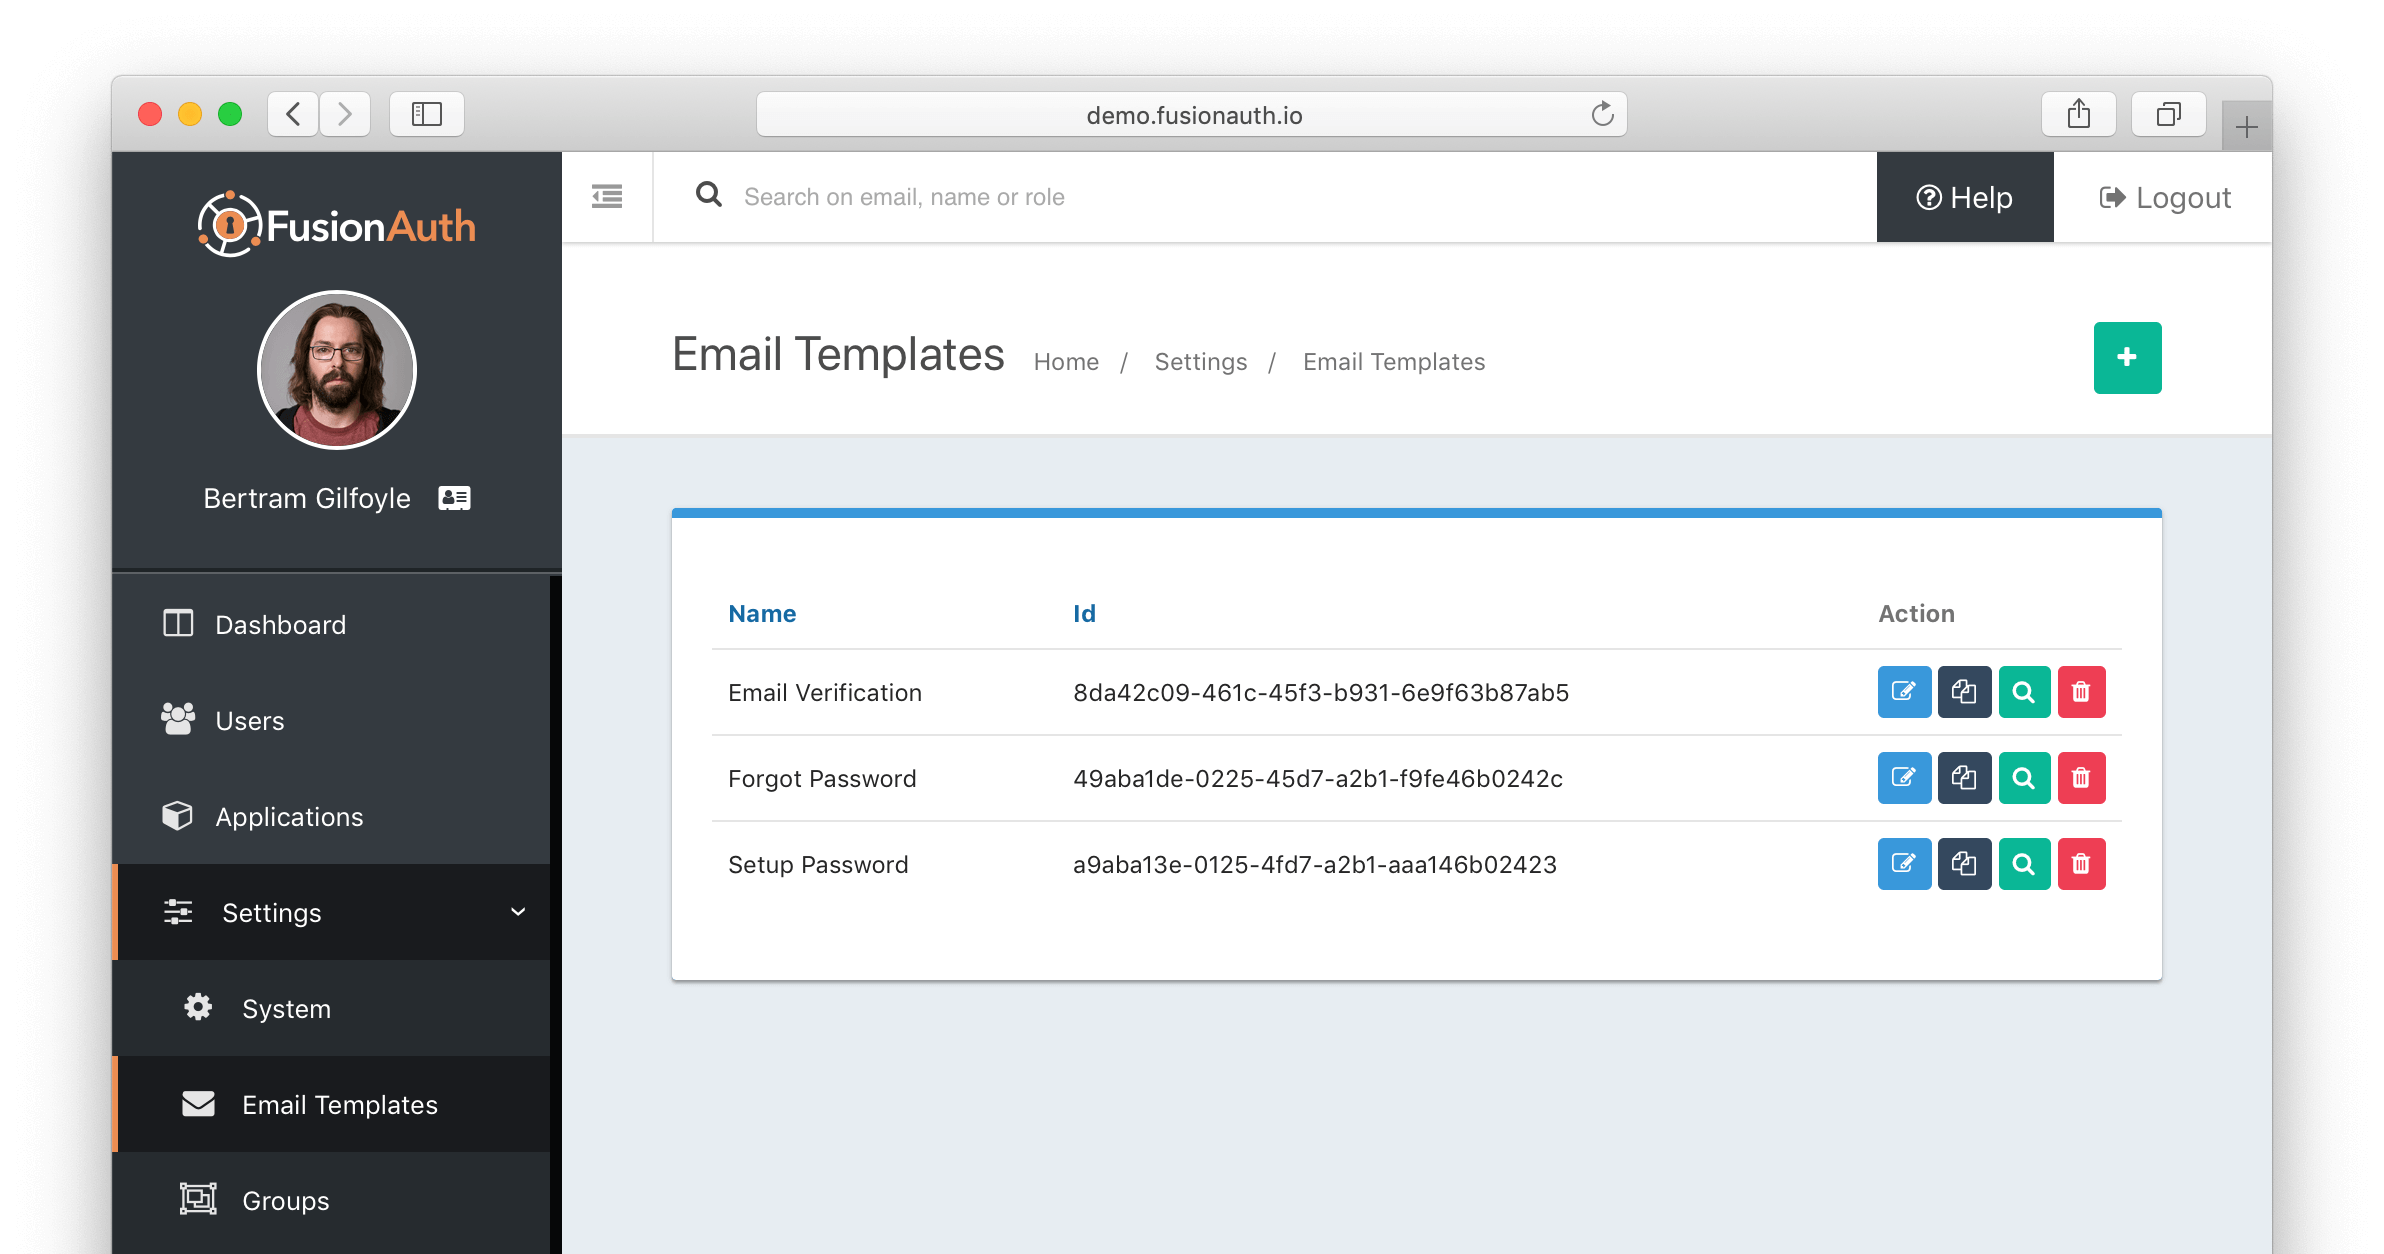 demo.fusionauth.io
FusionAuth
Search on email, name or role
Help
Logout
Bertram Gilfoyle
Dashboard
Users
Applications
Settings
System
Email Templates
Groups
Email Templates
Home / Settings / Email Templates
Name Id Action
Email Verification 8da42c09-461c-45f3-b931-6e9f63b87ab5
Forgot Password 49aba1de-0225-45d7-a2b1-f9fe46b0242c
Setup Password a9aba13e-0125-4fd7-a2b1-aaa146b02423